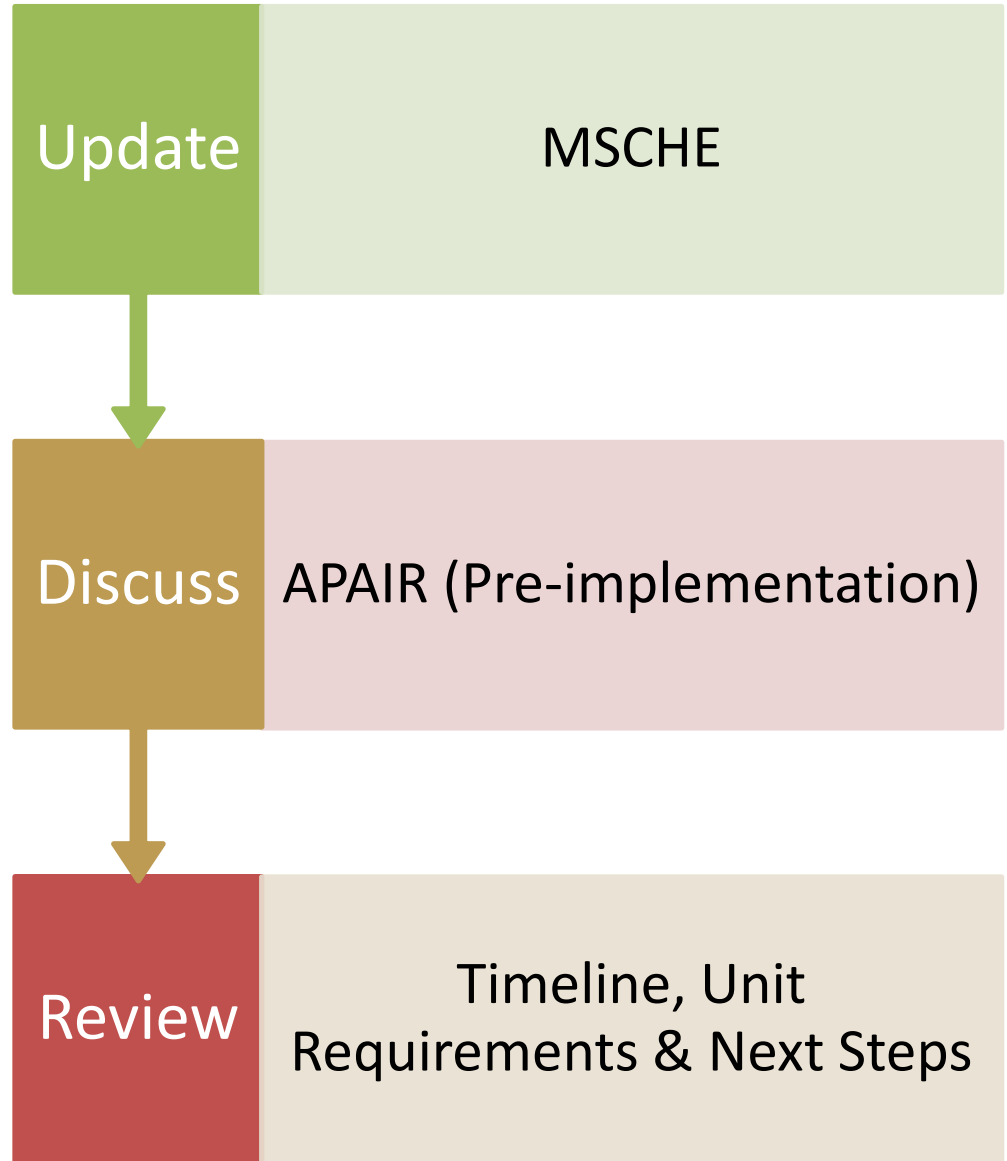 Update
MSCHE
Discuss
APAIR (Pre-implementation)
Review
Timeline, Unit
Requirements & Next Steps